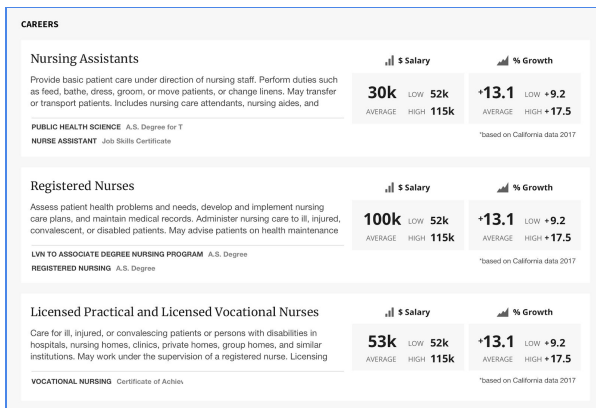 CAREERS
Nursing Assistants
Provide basic patient care under direction of nursing staff. Perform duties such
as feed, bathe, dress, groom, or move patients, or change linens. May transfer
or transport patients. Includes nursing care attendants, nursing aides, and
PUBLIC HEALTH SCIENCE A.S. Degree for T
NURSE ASSISTANT Job Skills Certificate
$ Salary
30k LOW 52k
AVERAGE HIGH 115k
% Growth
+13.1 LOW +9.2
AVERAGE HIGH +17.5
*based on California data 2017
Registered Nurses
Assess patient health problems and needs, develop and implement nursing
care plans, and maintain medical records. Administer nursing care to ill, injured,
convalescent, or disabled patients. May advise patients on health maintenance
LVN TO ASSOCIATE DEGREE NURSING PROGRAM A.S. Degree
REGISTERED NURSING A.S. Degree
$ Salary
100k LOW 52k
AVERAGE HIGH 115k
% Growth
+13.1 LOW +9.2
AVERAGE HIGH +17.5
*based on California data 2017
Licensed Practical and Licensed Vocational Nurses
Care for ill, injured, or convalescing patients or persons with disabilities in
hospitals, nursing homes, clinics, private homes, group homes, and similar
institutions. May work under the supervision of a registered nurse. Licensing
VOCATIONAL NURSING Certificate of Achiev
$ Salary
53k LOW 52k
AVERAGE HIGH 115k
% Growth
+13.1 LOW +9.2
AVERAGE HIGH +17.5
*based on California data 2017